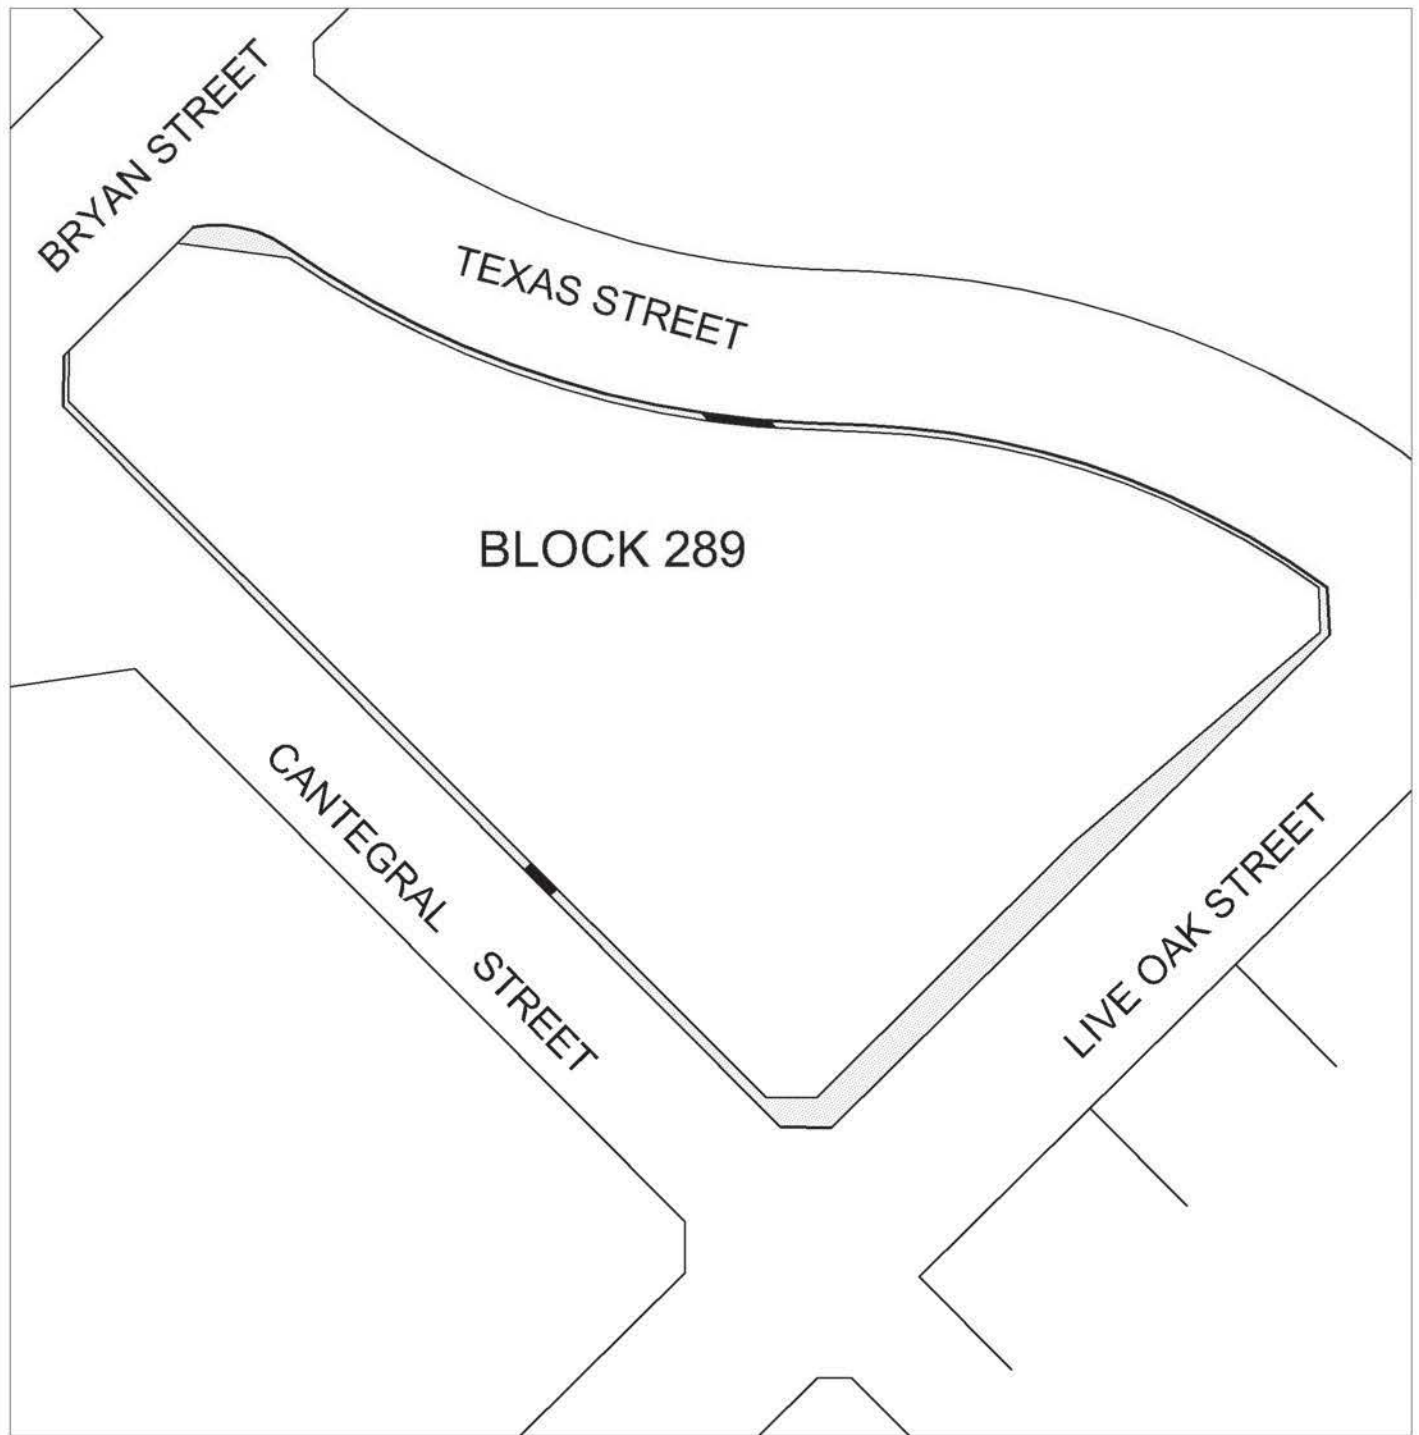 BRYAN STREET
TEXAS STREET
BLOCK 289
CANTEGRAL STREET
LIVE OAK STREET